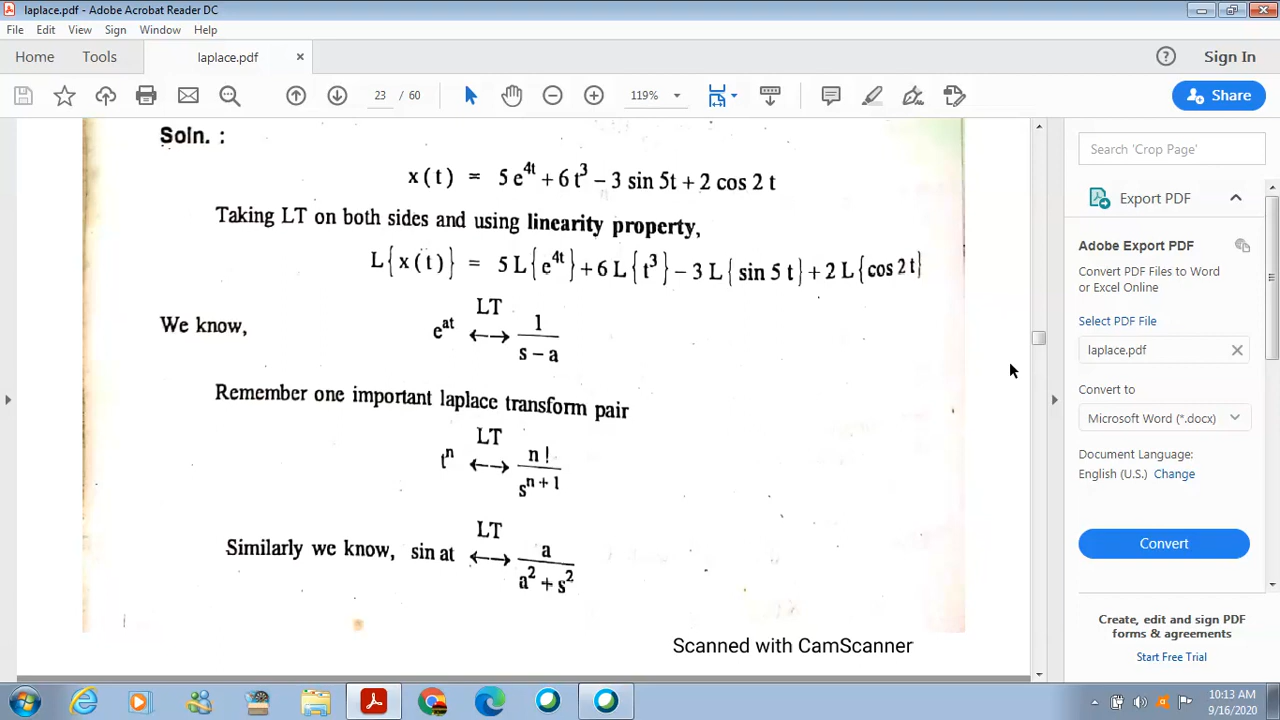 laplace.pdf - Adobe Acrobat Reader DC
File Edit View Sign Window Help
Home Tools laplace.pdf × Sign In
23 / 60 119% Share
Soln. :
x(t) = 5 e^{4t} + 6 t^3 – 3 sin 5t + 2 cos 2 t
Taking LT on both sides and using linearity property,
L{x(t)} = 5 L{e^{4t}} + 6 L{t^3} – 3 L{sin 5 t} + 2 L{cos 2t}
LT
We know, e^{at} ←→ 1 / (s – a)
Remember one important laplace transform pair
LT
t^n ←→ n! / s^{n + 1}
LT
Similarly we know, sin at ←→ a / (a^2 + s^2)
Scanned with CamScanner
Search 'Crop Page'
Export PDF
Adobe Export PDF
Convert PDF Files to Word
or Excel Online
Select PDF File
laplace.pdf
Convert to
Microsoft Word (*.docx)
Document Language:
English (U.S.) Change
Convert
Create, edit and sign PDF
forms & agreements
Start Free Trial
10:13 AM
9/16/2020